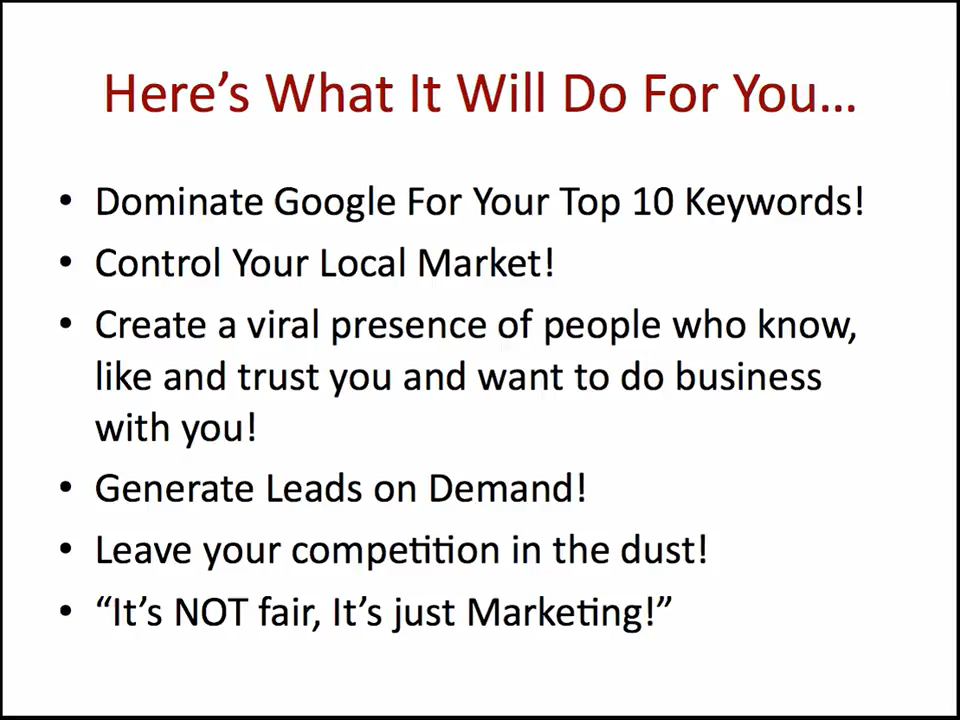 Here’s What It Will Do For You…
• Dominate Google For Your Top 10 Keywords!
• Control Your Local Market!
• Create a viral presence of people who know,
like and trust you and want to do business
with you!
• Generate Leads on Demand!
• Leave your competition in the dust!
• “It’s NOT fair, It’s just Marketing!”